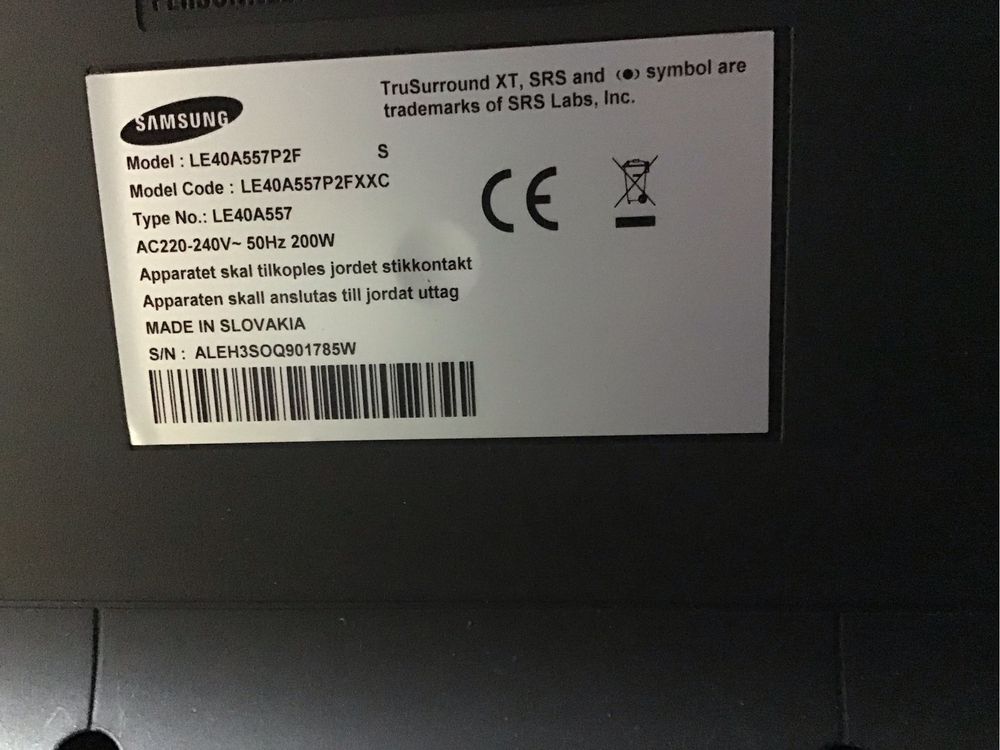 TruSurround XT, SRS and (●) symbol are
trademarks of SRS Labs, Inc.
SAMSUNG
Model : LE40A557P2F S
Model Code : LE40A557P2FXXC
Type No.: LE40A557
AC220-240V~ 50Hz 200W
Apparatet skal tilkoples jordet stikkontakt
Apparaten skall anslutas till jordat uttag
MADE IN SLOVAKIA
S/N : ALEH3SOQ901785W
CE